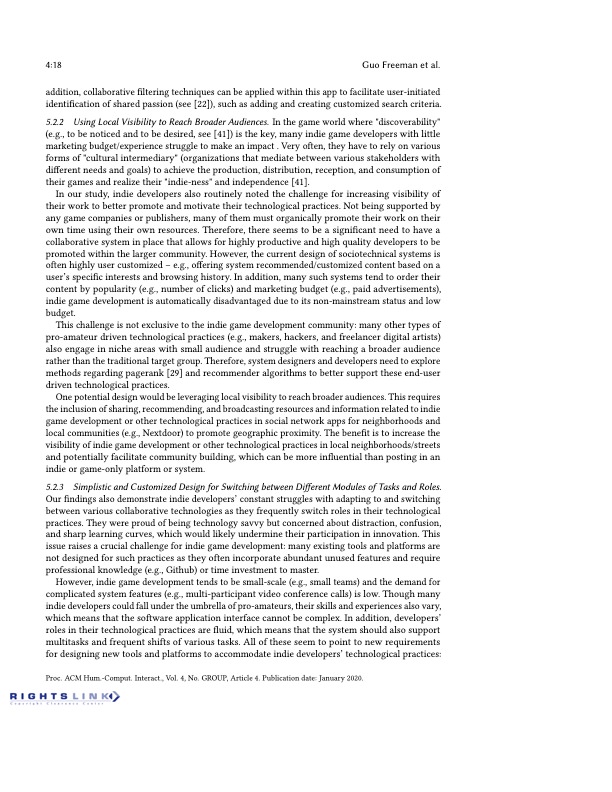 4:18 Guo Freeman et al.
addition, collaborative filtering techniques can be applied within this app to facilitate user-initiated
identification of shared passion (see [22]), such as adding and creating customized search criteria.
5.2.2 Using Local Visibility to Reach Broader Audiences. In the game world where "discoverability"
(e.g., to be noticed and to be desired, see [41]) is the key, many indie game developers with little
marketing budget/experience struggle to make an impact . Very often, they have to rely on various
forms of "cultural intermediary" (organizations that mediate between various stakeholders with
different needs and goals) to achieve the production, distribution, reception, and consumption of
their games and realize their "indie-ness" and independence [41].
In our study, indie developers also routinely noted the challenge for increasing visibility of
their work to better promote and motivate their technological practices. Not being supported by
any game companies or publishers, many of them must organically promote their work on their
own time using their own resources. Therefore, there seems to be a significant need to have a
collaborative system in place that allows for highly productive and high quality developers to be
promoted within the larger community. However, the current design of sociotechnical systems is
often highly user customized – e.g., offering system recommended/customized content based on a
user's specific interests and browsing history. In addition, many such systems tend to order their
content by popularity (e.g., number of clicks) and marketing budget (e.g., paid advertisements),
indie game development is automatically disadvantaged due to its non-mainstream status and low
budget.
This challenge is not exclusive to the indie game development community: many other types of
pro-amateur driven technological practices (e.g., makers, hackers, and freelancer digital artists)
also engage in niche areas with small audience and struggle with reaching a broader audience
rather than the traditional target group. Therefore, system designers and developers need to explore
methods regarding pagerank [29] and recommender algorithms to better support these end-user
driven technological practices.
One potential design would be leveraging local visibility to reach broader audiences. This requires
the inclusion of sharing, recommending, and broadcasting resources and information related to indie
game development or other technological practices in social network apps for neighborhoods and
local communities (e.g., Nextdoor) to promote geographic proximity. The benefit is to increase the
visibility of indie game development or other technological practices in local neighborhoods/streets
and potentially facilitate community building, which can be more influential than posting in an
indie or game-only platform or system.
5.2.3 Simplistic and Customized Design for Switching between Different Modules of Tasks and Roles.
Our findings also demonstrate indie developers' constant struggles with adapting to and switching
between various collaborative technologies as they frequently switch roles in their technological
practices. They were proud of being technology savvy but concerned about distraction, confusion,
and sharp learning curves, which would likely undermine their participation in innovation. This
issue raises a crucial challenge for indie game development: many existing tools and platforms are
not designed for such practices as they often incorporate abundant unused features and require
professional knowledge (e.g., Github) or time investment to master.
However, indie game development tends to be small-scale (e.g., small teams) and the demand for
complicated system features (e.g., multi-participant video conference calls) is low. Though many
indie developers could fall under the umbrella of pro-amateurs, their skills and experiences also vary,
which means that the software application interface cannot be complex. In addition, developers'
roles in their technological practices are fluid, which means that the system should also support
multitasks and frequent shifts of various tasks. All of these seem to point to new requirements
for designing new tools and platforms to accommodate indie developers' technological practices:
Proc. ACM Hum.-Comput. Interact., Vol. 4, No. GROUP, Article 4. Publication date: January 2020.
RIGHTSLINK
Copyright Clearance Center